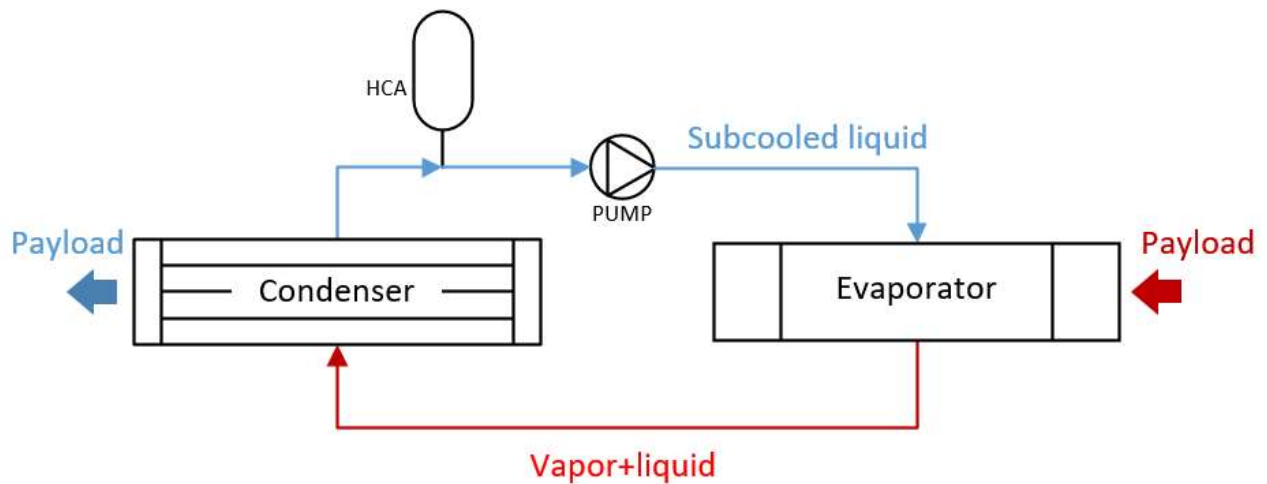 HCA
Subcooled liquid
PUMP
Payload
Condenser
Evaporator
Payload
Vapor+liquid